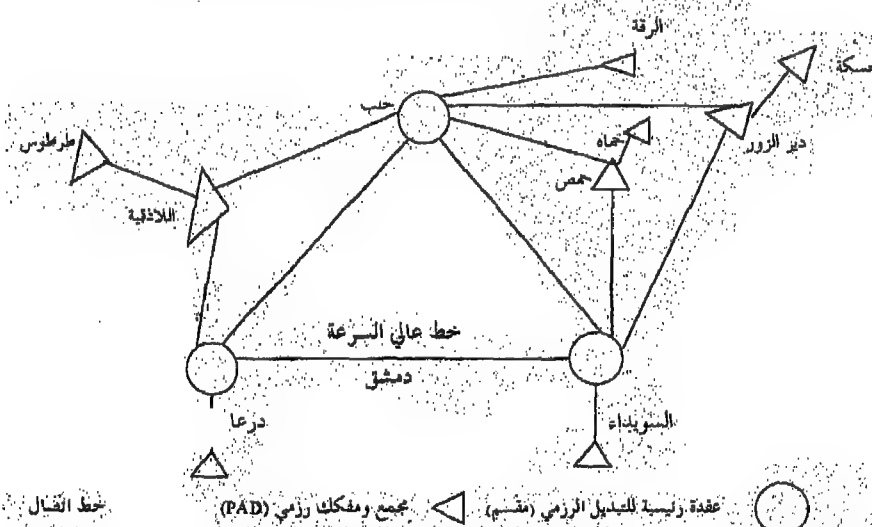 الرقة
حسكة
حلب
طرطوس
حماه
دير الزور
حمص
اللاذقية
خط عالي السرعة
دمشق
درعا
السويداء
عقدة رئيسية للتبديل الرزمي (مقسم)
مجمع ومفكك رزمي (PAD)
خط اتصال